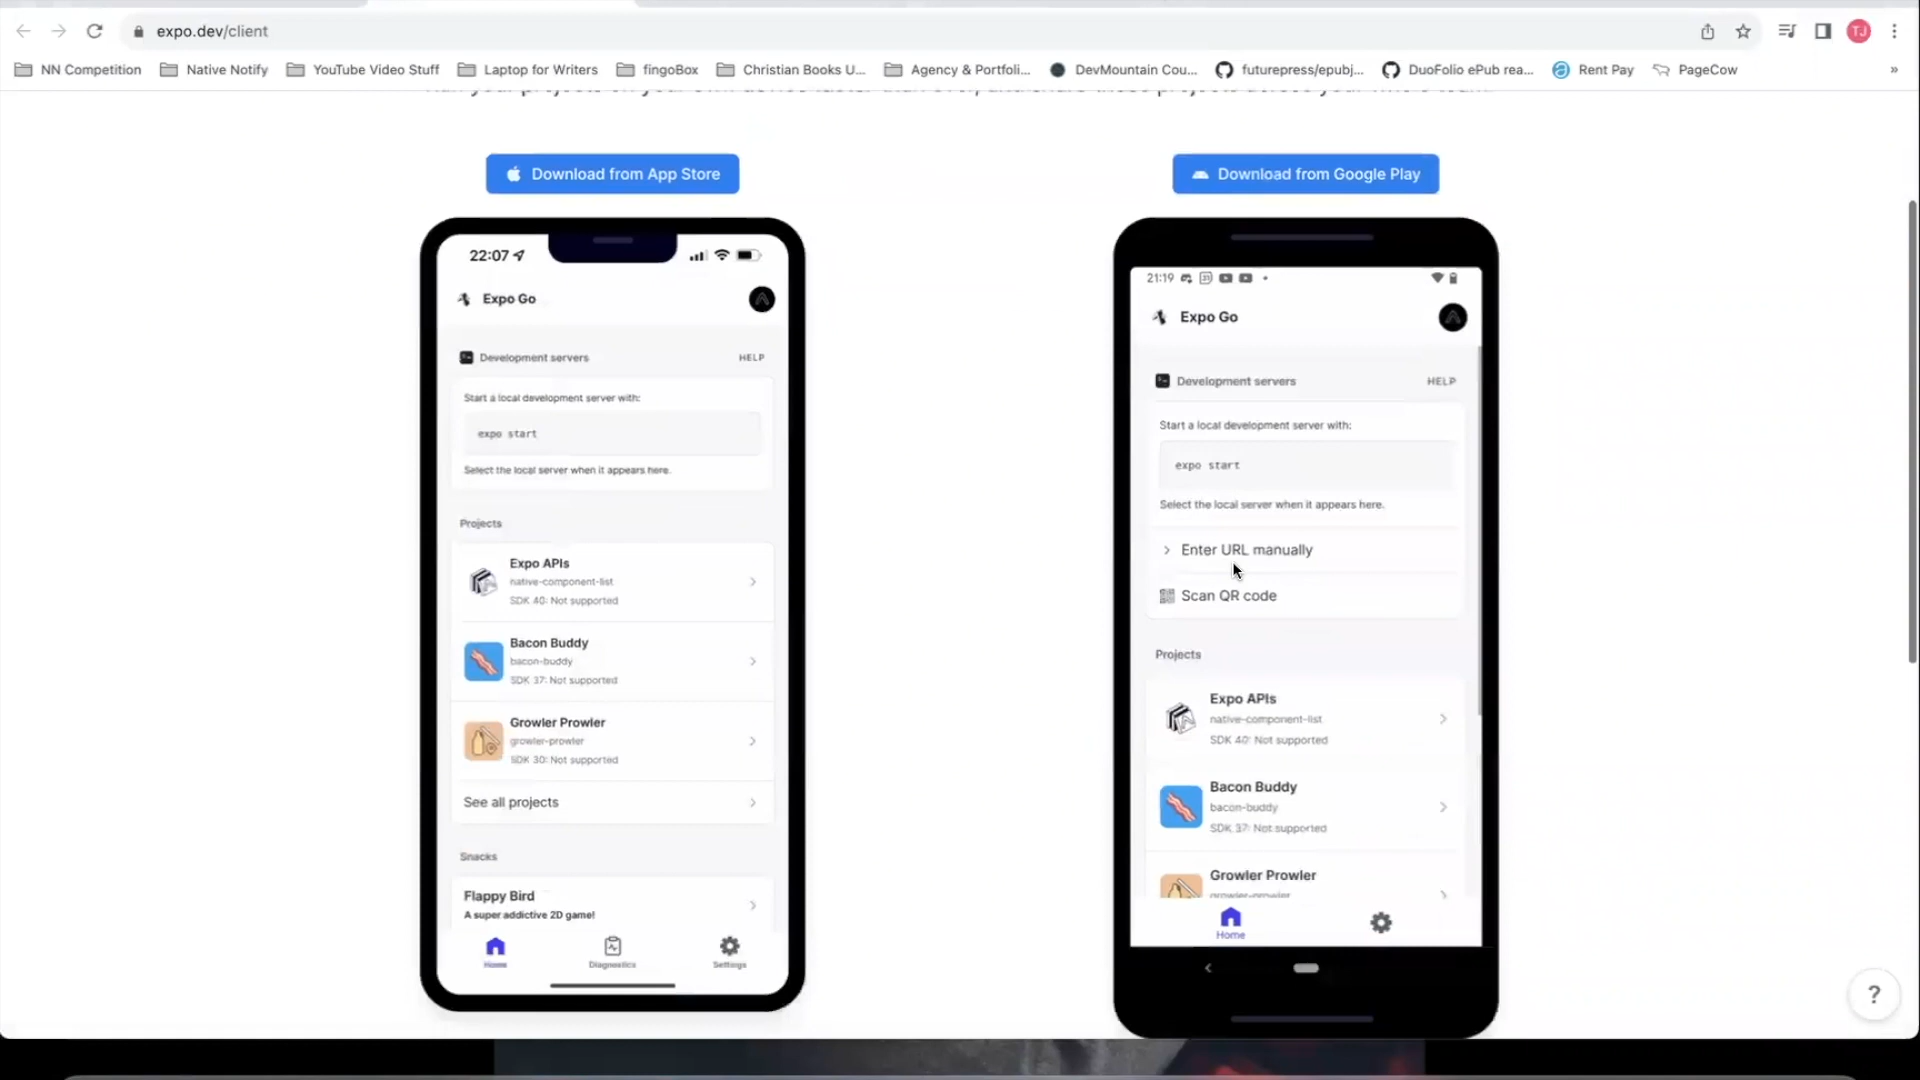 expo.dev/client
TJ
NN Competition
Native Notify
YouTube Video Stuff
Laptop for Writers
fingoBox
Christian Books U...
Agency & Portfoli...
DevMountain Cou...
futurepress/epubj...
DuoFolio ePub rea...
Rent Pay
PageCow
»
Download from App Store
22:07
Expo Go
Development servers
HELP
Start a local development server with:
expo start
Select the local server when it appears here.
Projects
Expo APIs
native-component-list
SDK 40: Not supported
Bacon Buddy
bacon-buddy
SDK 37: Not supported
Growler Prowler
growler-prowler
SDK 30: Not supported
See all projects
Snacks
Flappy Bird
A super addictive 2D game!
Home
Diagnostics
Settings
Download from Google Play
21:19
31
Expo Go
Development servers
HELP
Start a local development server with:
expo start
Select the local server when it appears here.
Enter URL manually
Scan QR code
Projects
Expo APIs
native-component-list
SDK 40: Not supported
Bacon Buddy
bacon-buddy
SDK 37: Not supported
Growler Prowler
growler-prowler
Home
?